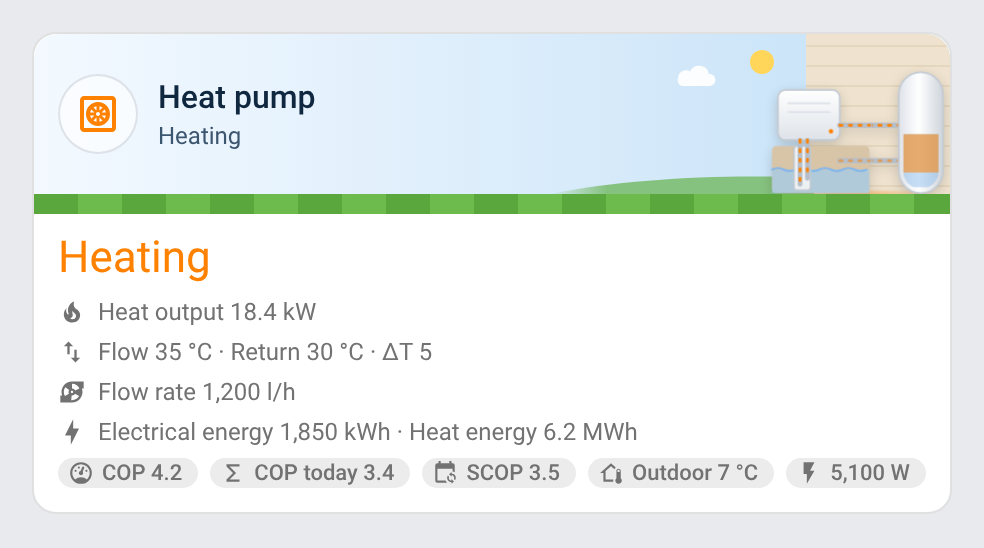 Heat pump
Heating
Heating
Heat output 18.4 kW
Flow 35 °C · Return 30 °C · ΔT 5
Flow rate 1,200 l/h
Electrical energy 1,850 kWh · Heat energy 6.2 MWh
COP 4.2 COP today 3.4 SCOP 3.5 Outdoor 7 °C 5,100 W